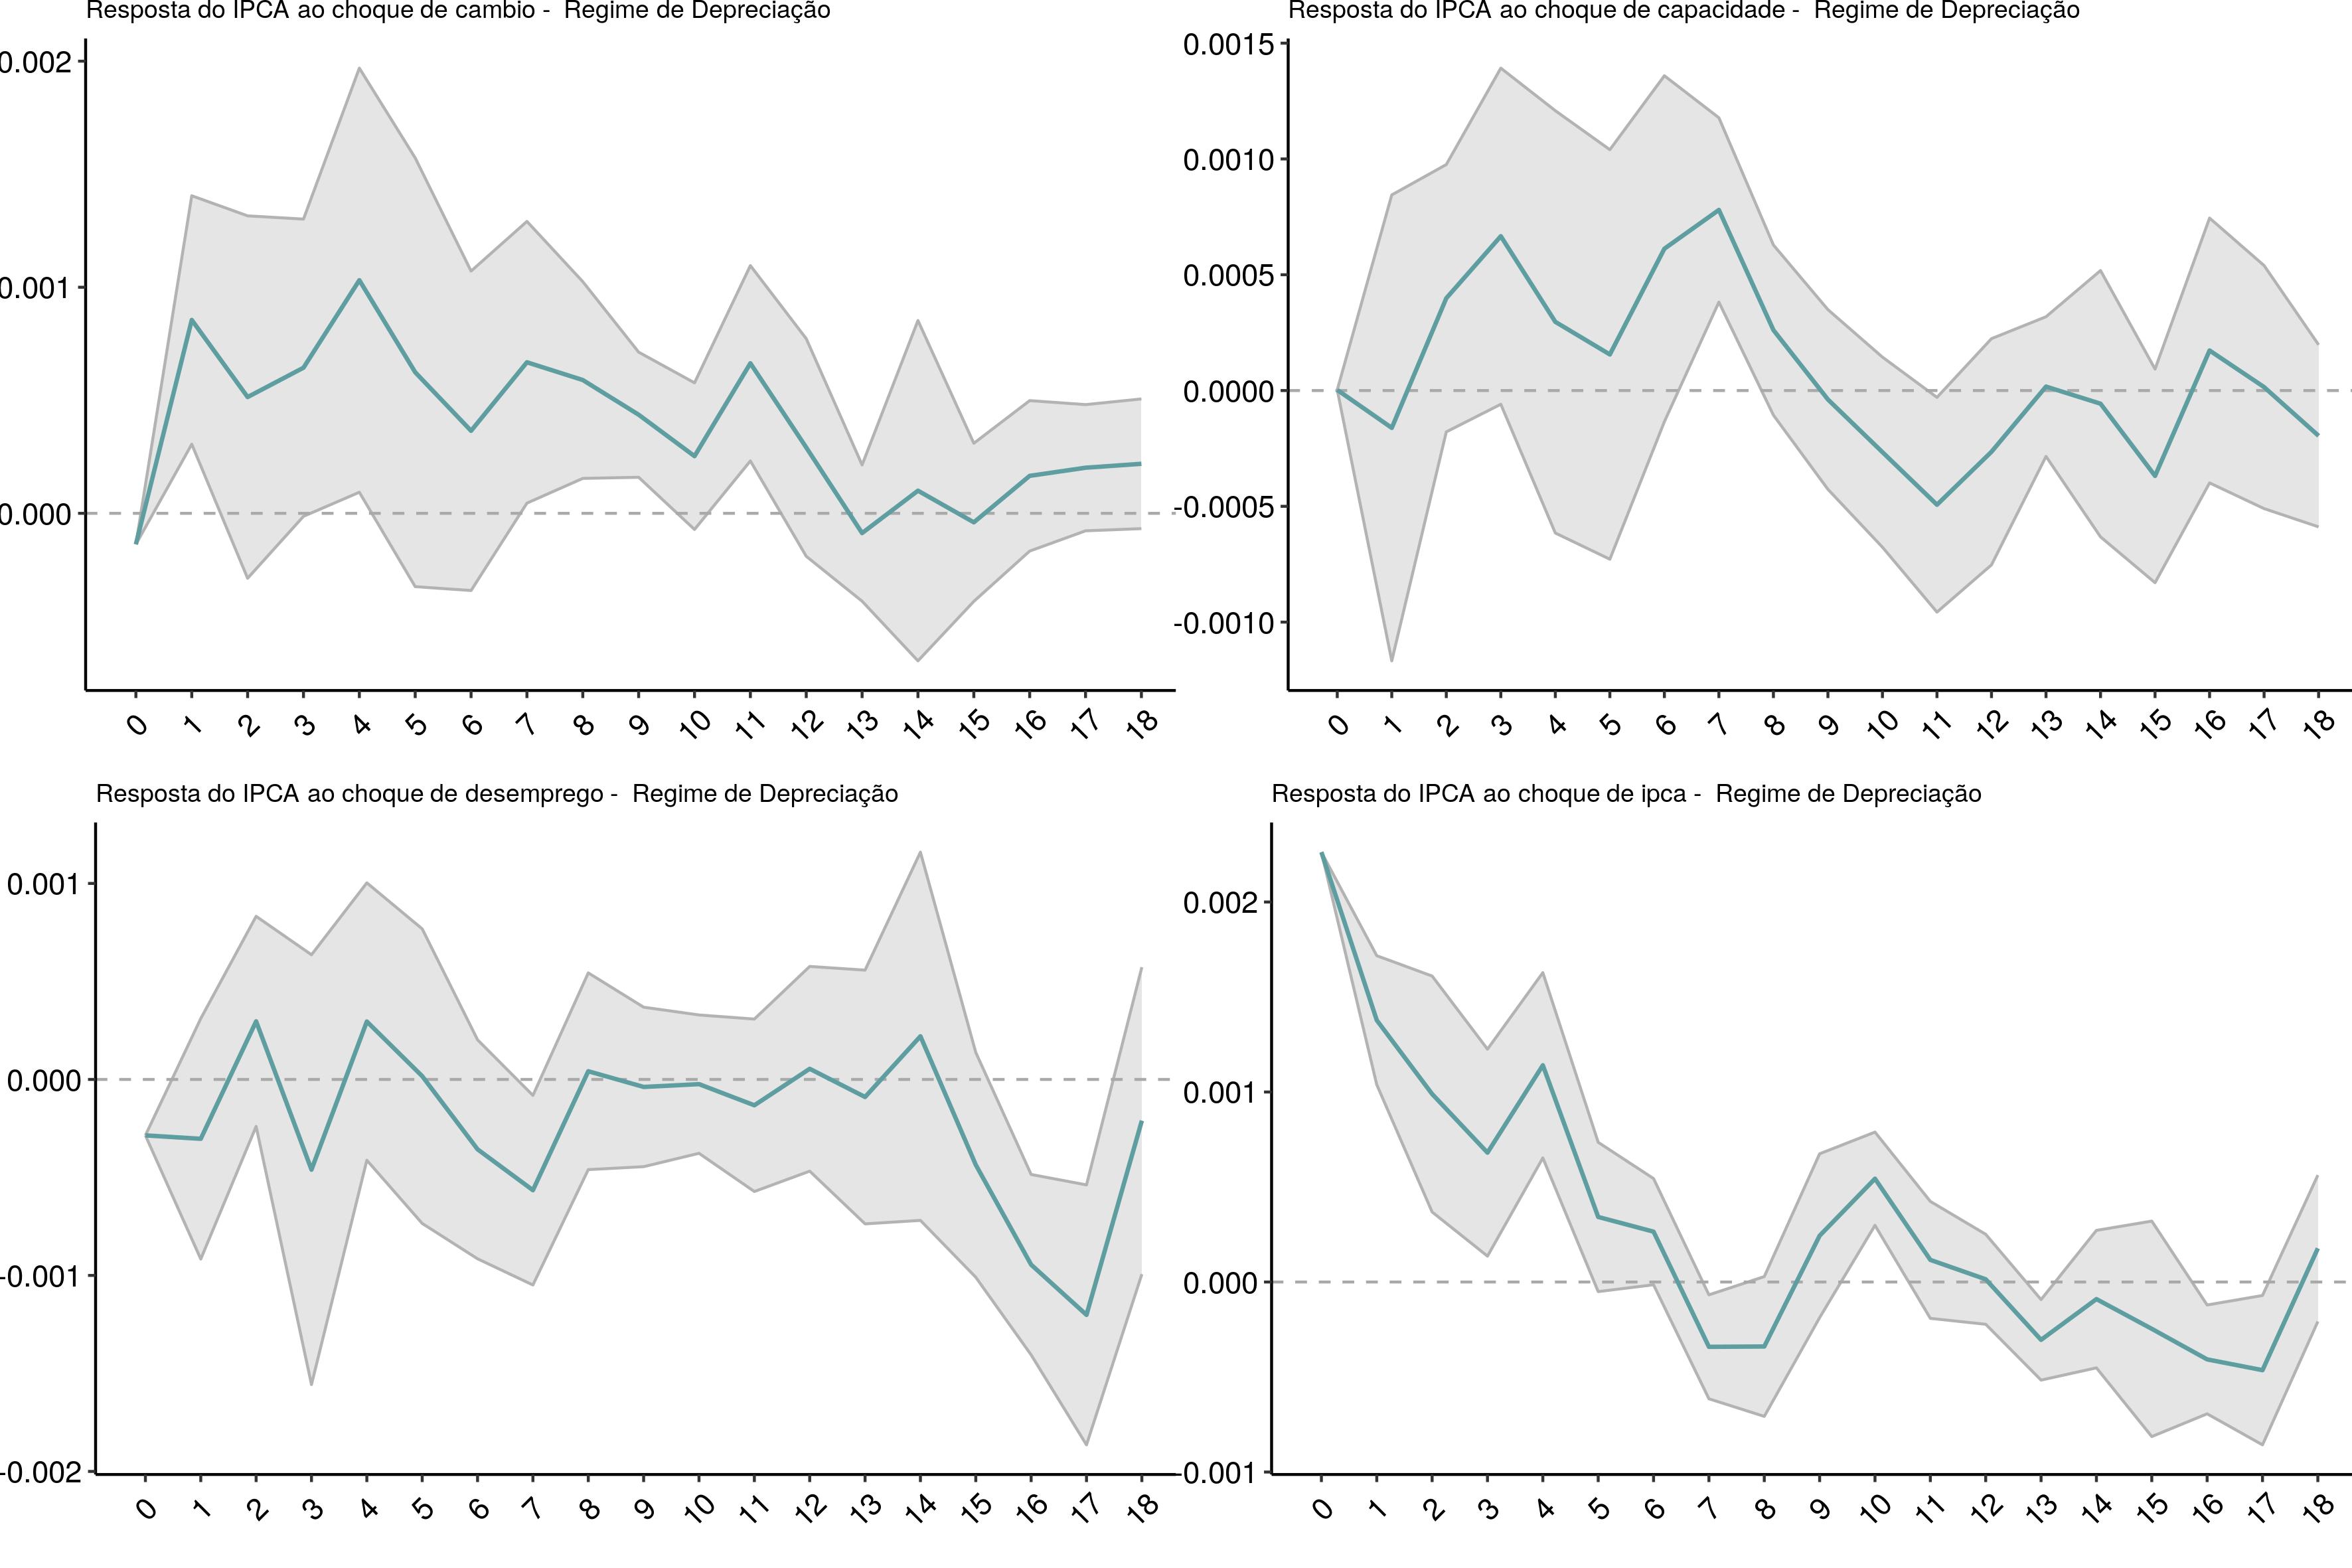 Resposta do IPCA ao choque de cambio -  Regime de Depreciação
0.002
0.001
0.000
0 1 2 3 4 5 6 7 8 9 10 11 12 13 14 15 16 17 18
Resposta do IPCA ao choque de capacidade -  Regime de Depreciação
0.0015
0.0010
0.0005
0.0000
-0.0005
-0.0010
0 1 2 3 4 5 6 7 8 9 10 11 12 13 14 15 16 17 18
Resposta do IPCA ao choque de desemprego -  Regime de Depreciação
0.001
0.000
-0.001
-0.002
0 1 2 3 4 5 6 7 8 9 10 11 12 13 14 15 16 17 18
Resposta do IPCA ao choque de ipca -  Regime de Depreciação
0.002
0.001
0.000
-0.001
0 1 2 3 4 5 6 7 8 9 10 11 12 13 14 15 16 17 18